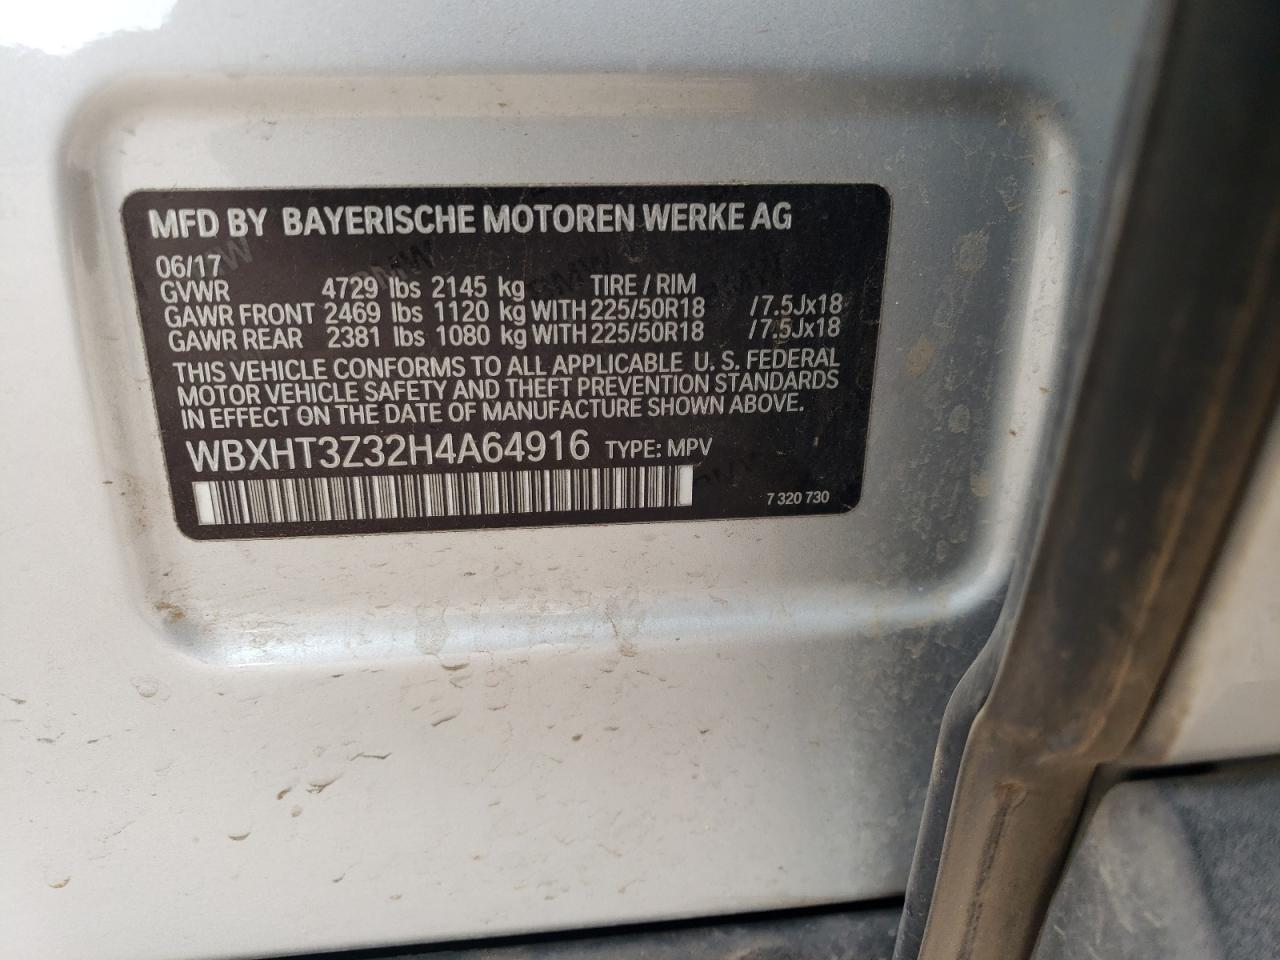 MFD BY BAYERISCHE MOTOREN WERKE AG
06/17
GVWR 4729 lbs 2145 kg TIRE / RIM
GAWR FRONT 2469 lbs 1120 kg WITH 225/50R18 /7.5Jx18
GAWR REAR 2381 lbs 1080 kg WITH 225/50R18 /7.5Jx18
THIS VEHICLE CONFORMS TO ALL APPLICABLE U. S. FEDERAL
MOTOR VEHICLE SAFETY AND THEFT PREVENTION STANDARDS
IN EFFECT ON THE DATE OF MANUFACTURE SHOWN ABOVE.
WBXHT3Z32H4A64916 TYPE: MPV
7 320 730